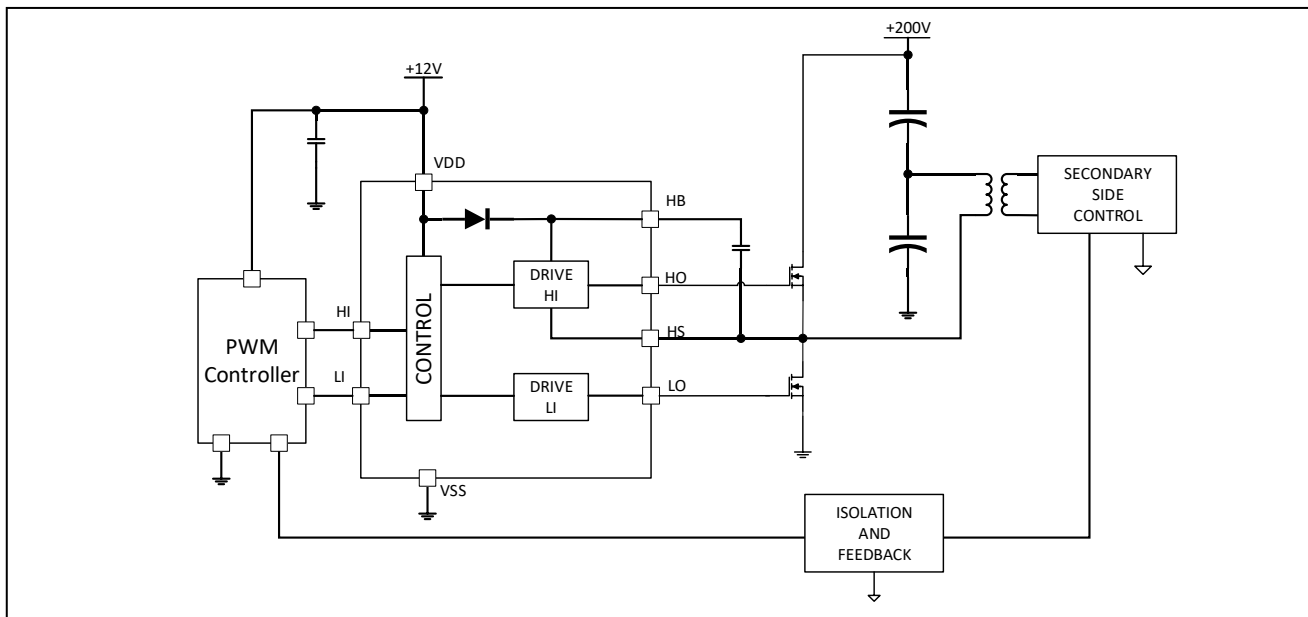 +200V
+12V
VDD
HB
SECONDARY
SIDE
CONTROL
DRIVE
HI
HO
HI
CONTROL
HS
PWM
Controller
LI
DRIVE
LI
LO
VSS
ISOLATION
AND
FEEDBACK